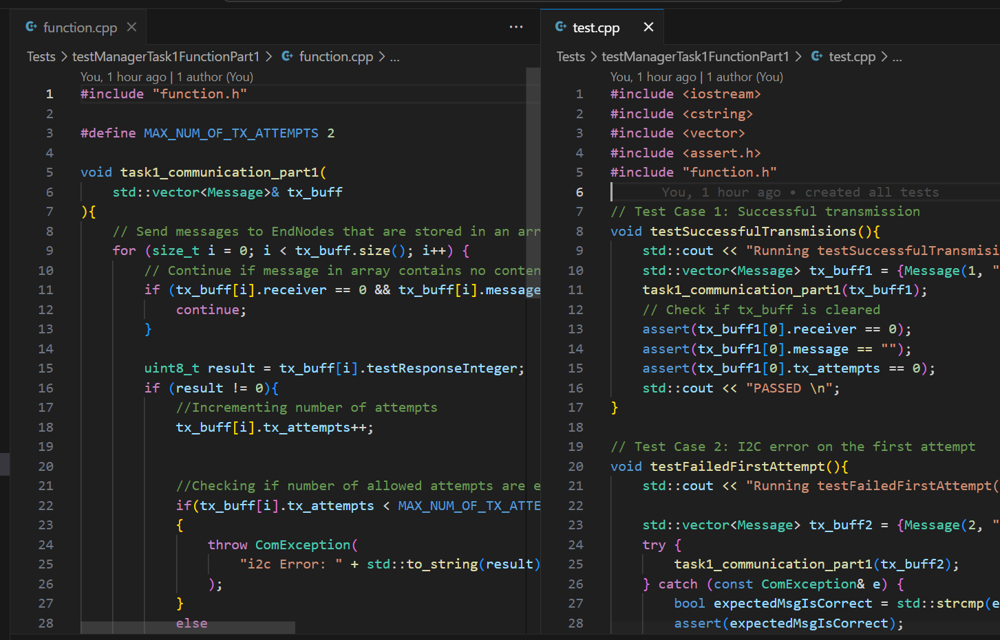 function.cpp
Tests > testManagerTask1FunctionPart1 > function.cpp > ...
You, 1 hour ago | 1 author (You)
1 #include "function.h"
2
3 #define MAX_NUM_OF_TX_ATTEMPTS 2
4
5 void task1_communication_part1(
6 std::vector<Message>& tx_buff
7 ){
8 // Send messages to EndNodes that are stored in an arr
9 for (size_t i = 0; i < tx_buff.size(); i++) {
10 // Continue if message in array contains no conten
11 if (tx_buff[i].receiver == 0 && tx_buff[i].message
12 continue;
13 }
14
15 uint8_t result = tx_buff[i].testResponseInteger;
16 if (result != 0){
17 //Incrementing number of attempts
18 tx_buff[i].tx_attempts++;
19
20
21 //Checking if number of allowed attempts are e
22 if(tx_buff[i].tx_attempts < MAX_NUM_OF_TX_ATTE
23 {
24 throw ComException(
25 "i2c Error: " + std::to_string(result)
26 );
27 }
28 else
test.cpp
Tests > testManagerTask1FunctionPart1 > test.cpp > ...
You, 1 hour ago | 1 author (You)
1 #include <iostream>
2 #include <cstring>
3 #include <vector>
4 #include <assert.h>
5 #include "function.h"
6 You, 1 hour ago • created all tests
7 // Test Case 1: Successful transmission
8 void testSuccessfulTransmisions(){
9 std::cout << "Running testSuccessfulTransmisi
10 std::vector<Message> tx_buff1 = {Message(1, "
11 task1_communication_part1(tx_buff1);
12 // Check if tx_buff is cleared
13 assert(tx_buff1[0].receiver == 0);
14 assert(tx_buff1[0].message == "");
15 assert(tx_buff1[0].tx_attempts == 0);
16 std::cout << "PASSED \n";
17 }
18
19 // Test Case 2: I2C error on the first attempt
20 void testFailedFirstAttempt(){
21 std::cout << "Running testFailedFirstAttempt(
22
23 std::vector<Message> tx_buff2 = {Message(2, "
24 try {
25 task1_communication_part1(tx_buff2);
26 } catch (const ComException& e) {
27 bool expectedMsgIsCorrect = std::strcmp(e
28 assert(expectedMsgIsCorrect);